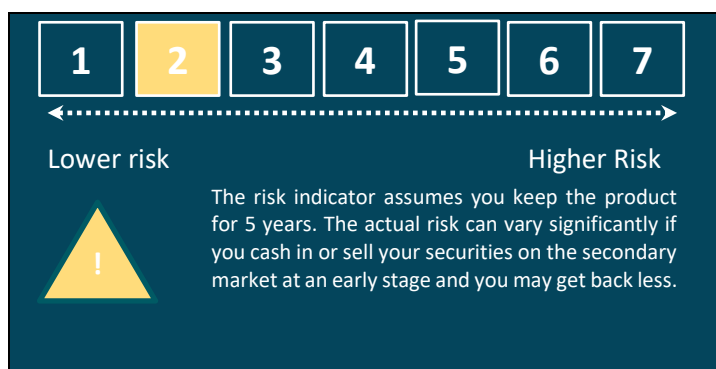 1 2 3 4 5 6 7
Lower risk Higher Risk
The risk indicator assumes you keep the product
for 5 years. The actual risk can vary significantly if
you cash in or sell your securities on the secondary
market at an early stage and you may get back less.
!